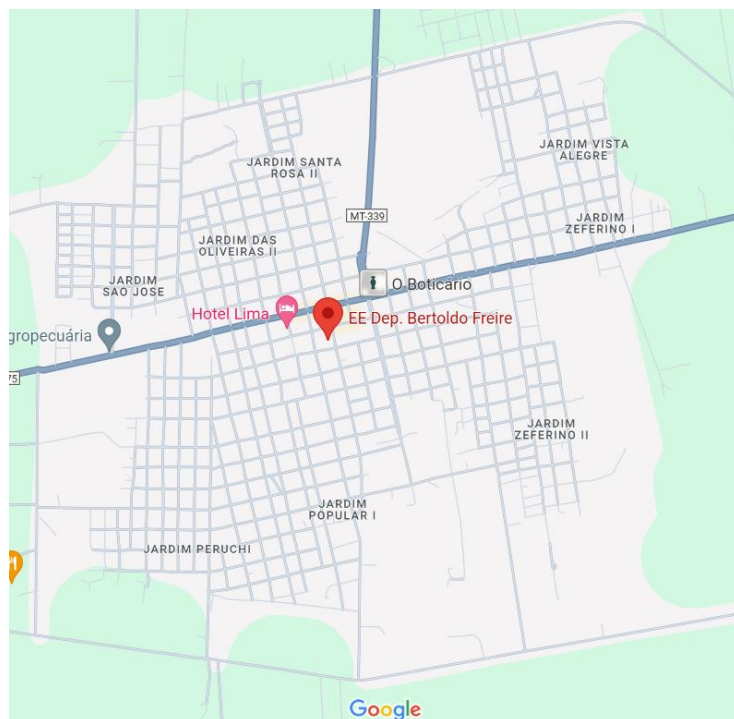 JARDIM VISTA
ALEGRE
JARDIM SANTA
ROSA II
MT-339
JARDIM
ZEFERINO I
JARDIM DAS
OLIVEIRAS II
JARDIM
SAO JOSE
O Boticário
Hotel Lima
EE Dep. Bertoldo Freire
gropecuária
75
JARDIM
ZEFERINO II
JARDIM
POPULAR I
JARDIM PERUCHI
Google